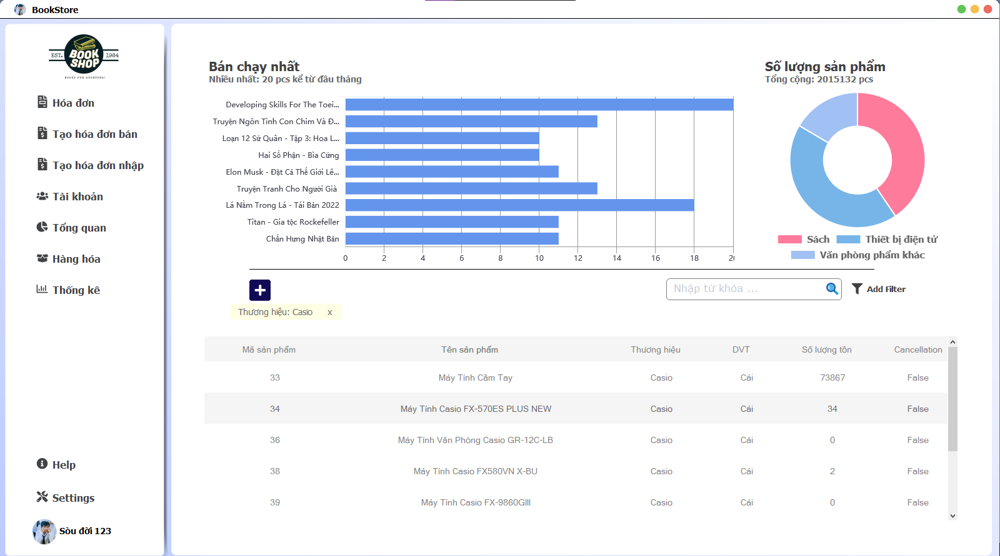 BookStore
EST. BOOK SHOP 1984
BOOKS FOR EVERYONE!
Hóa đơn
Tạo hóa đơn bán
Tạo hóa đơn nhập
Tài khoản
Tổng quan
Hàng hóa
Thống kê
Help
Settings
Sòu đời 123
Bán chạy nhất
Nhiều nhất: 20 pcs kể từ đầu tháng
Developing Skills For The Toei...
Truyện Ngôn Tình Con Chim Và Đ...
Loạn 12 Sứ Quân - Tập 3: Hoa L...
Hai Số Phận - Bìa Cứng
Elon Musk - Đặt Cả Thế Giới Lê...
Truyện Tranh Cho Người Già
Lá Nằm Trong Lá - Tái Bản 2022
Titan - Gia tộc Rockefeller
Chấn Hưng Nhật Bản
0 2 4 6 8 10 12 14 16 18 20
Số lượng sản phẩm
Tổng cộng: 2015132 pcs
Sách Thiết bị điện tử
Văn phòng phẩm khác
Nhập từ khóa ...
Add Filter
Thương hiệu: Casio x
Mã sản phẩm Tên sản phẩm Thương hiệu DVT Số lượng tồn Cancellation
33 Máy Tính Cầm Tay Casio Cái 73867 False
34 Máy Tính Casio FX-570ES PLUS NEW Casio Cái 34 False
36 Máy Tính Văn Phòng Casio GR-12C-LB Casio Cái 0 False
38 Máy Tính Casio FX580VN X-BU Casio Cái 2 False
39 Máy Tính Casio FX-9860GIII Casio Cái 0 False